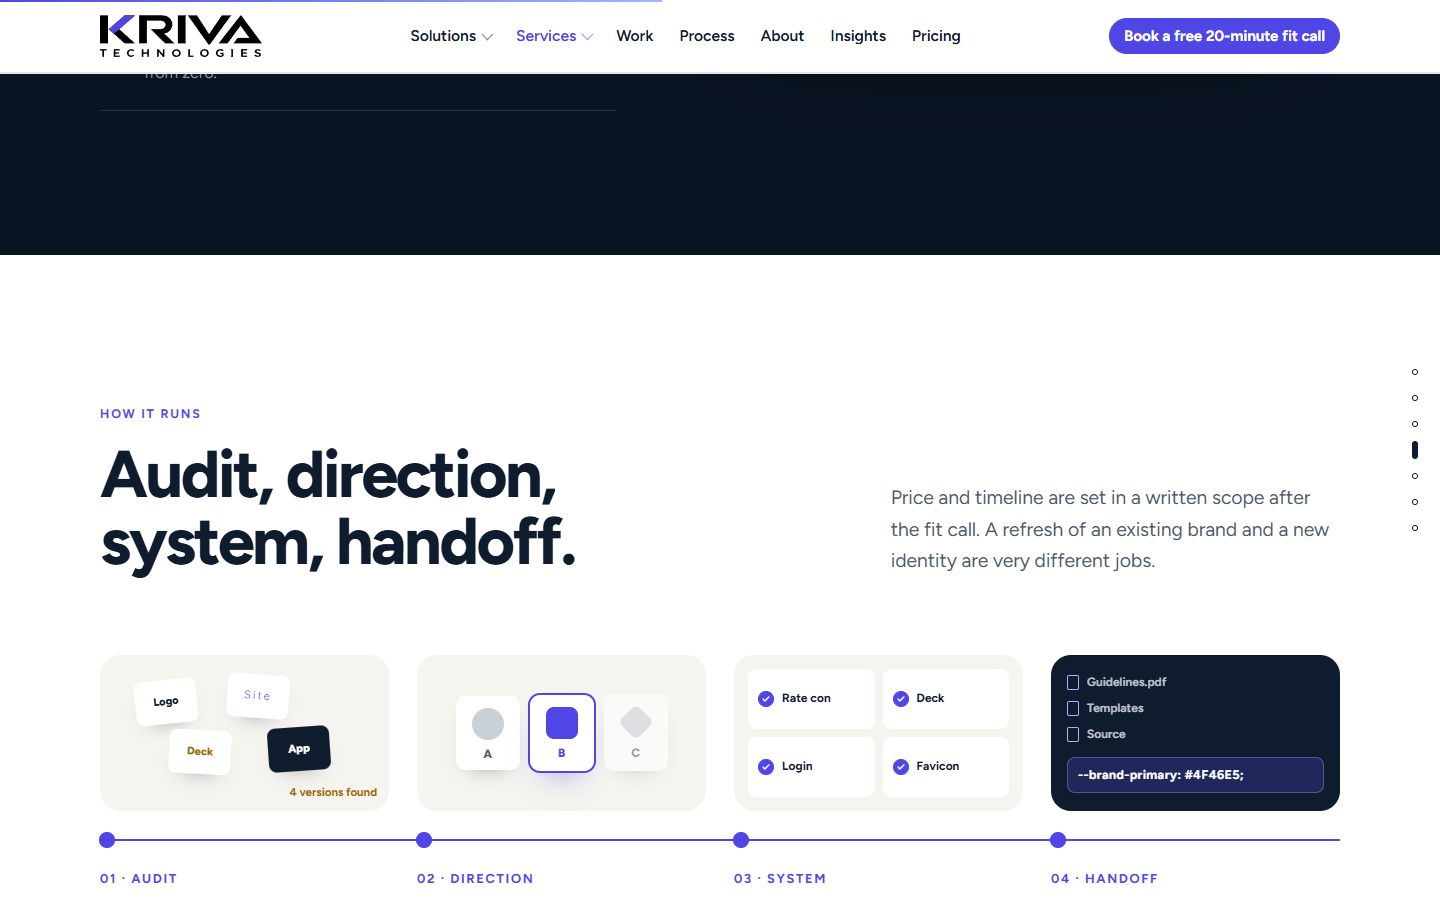 KRIVA
TECHNOLOGIES
Solutions
Services
Work
Process
About
Insights
Pricing
Book a free 20-minute fit call
from zero.
HOW IT RUNS
Audit, direction,
system, handoff.
Price and timeline are set in a written scope after
the fit call. A refresh of an existing brand and a new
identity are very different jobs.
Logo
Site
Deck
App
4 versions found
A
B
C
Rate con
Deck
Login
Favicon
Guidelines.pdf
Templates
Source
--brand-primary: #4F46E5;
01 · AUDIT
02 · DIRECTION
03 · SYSTEM
04 · HANDOFF